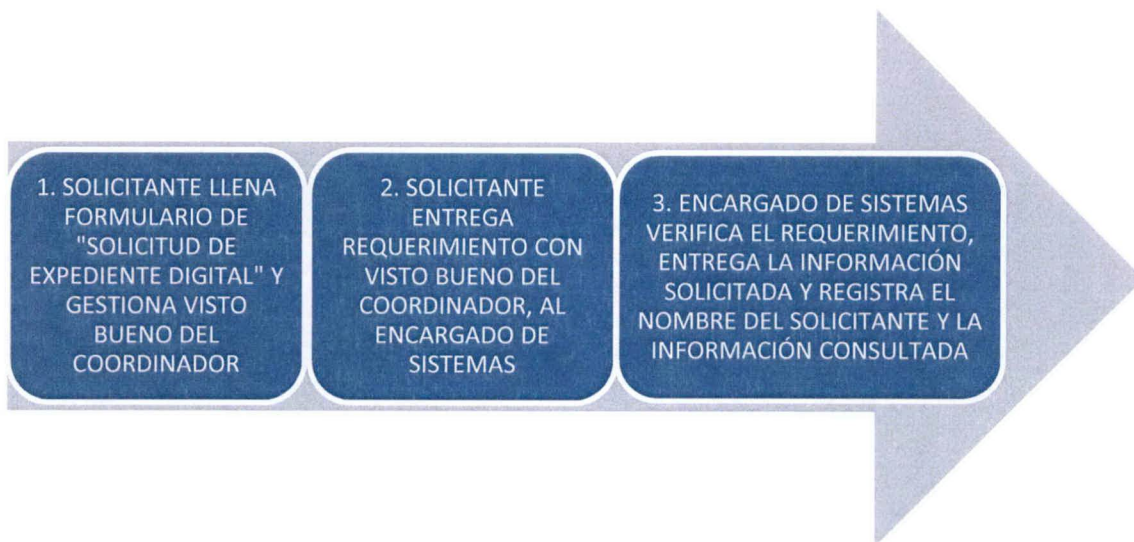 1. SOLICITANTE LLENA
FORMULARIO DE
"SOLICITUD DE
EXPEDIENTE DIGITAL" Y
GESTIONA VISTO
BUENO DEL
COORDINADOR
2. SOLICITANTE
ENTREGA
REQUERIMIENTO CON
VISTO BUENO DEL
COORDINADOR, AL
ENCARGADO DE
SISTEMAS
3. ENCARGADO DE SISTEMAS
VERIFICA EL REQUERIMIENTO,
ENTREGA LA INFORMACIÓN
SOLICITADA Y REGISTRA EL
NOMBRE DEL SOLICITANTE Y LA
INFORMACIÓN CONSULTADA